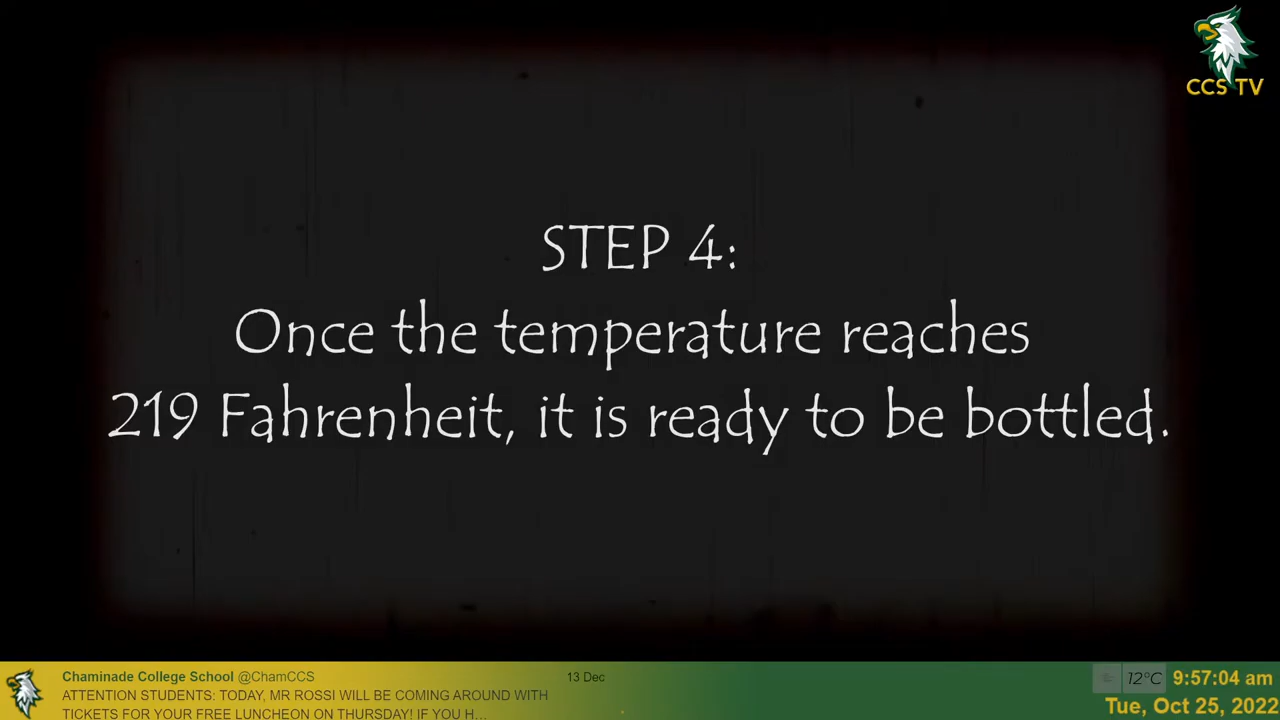 CCS TV
STEP 4:
Once the temperature reaches
219 Fahrenheit, it is ready to be bottled.
Chaminade College School @ChamCCS 13 Dec
ATTENTION STUDENTS: TODAY, MR ROSSI WILL BE COMING AROUND WITH
TICKETS FOR YOUR FREE LUNCHEON ON THURSDAY! IF YOU H...
12°C 9:57:04 am
Tue, Oct 25, 2022